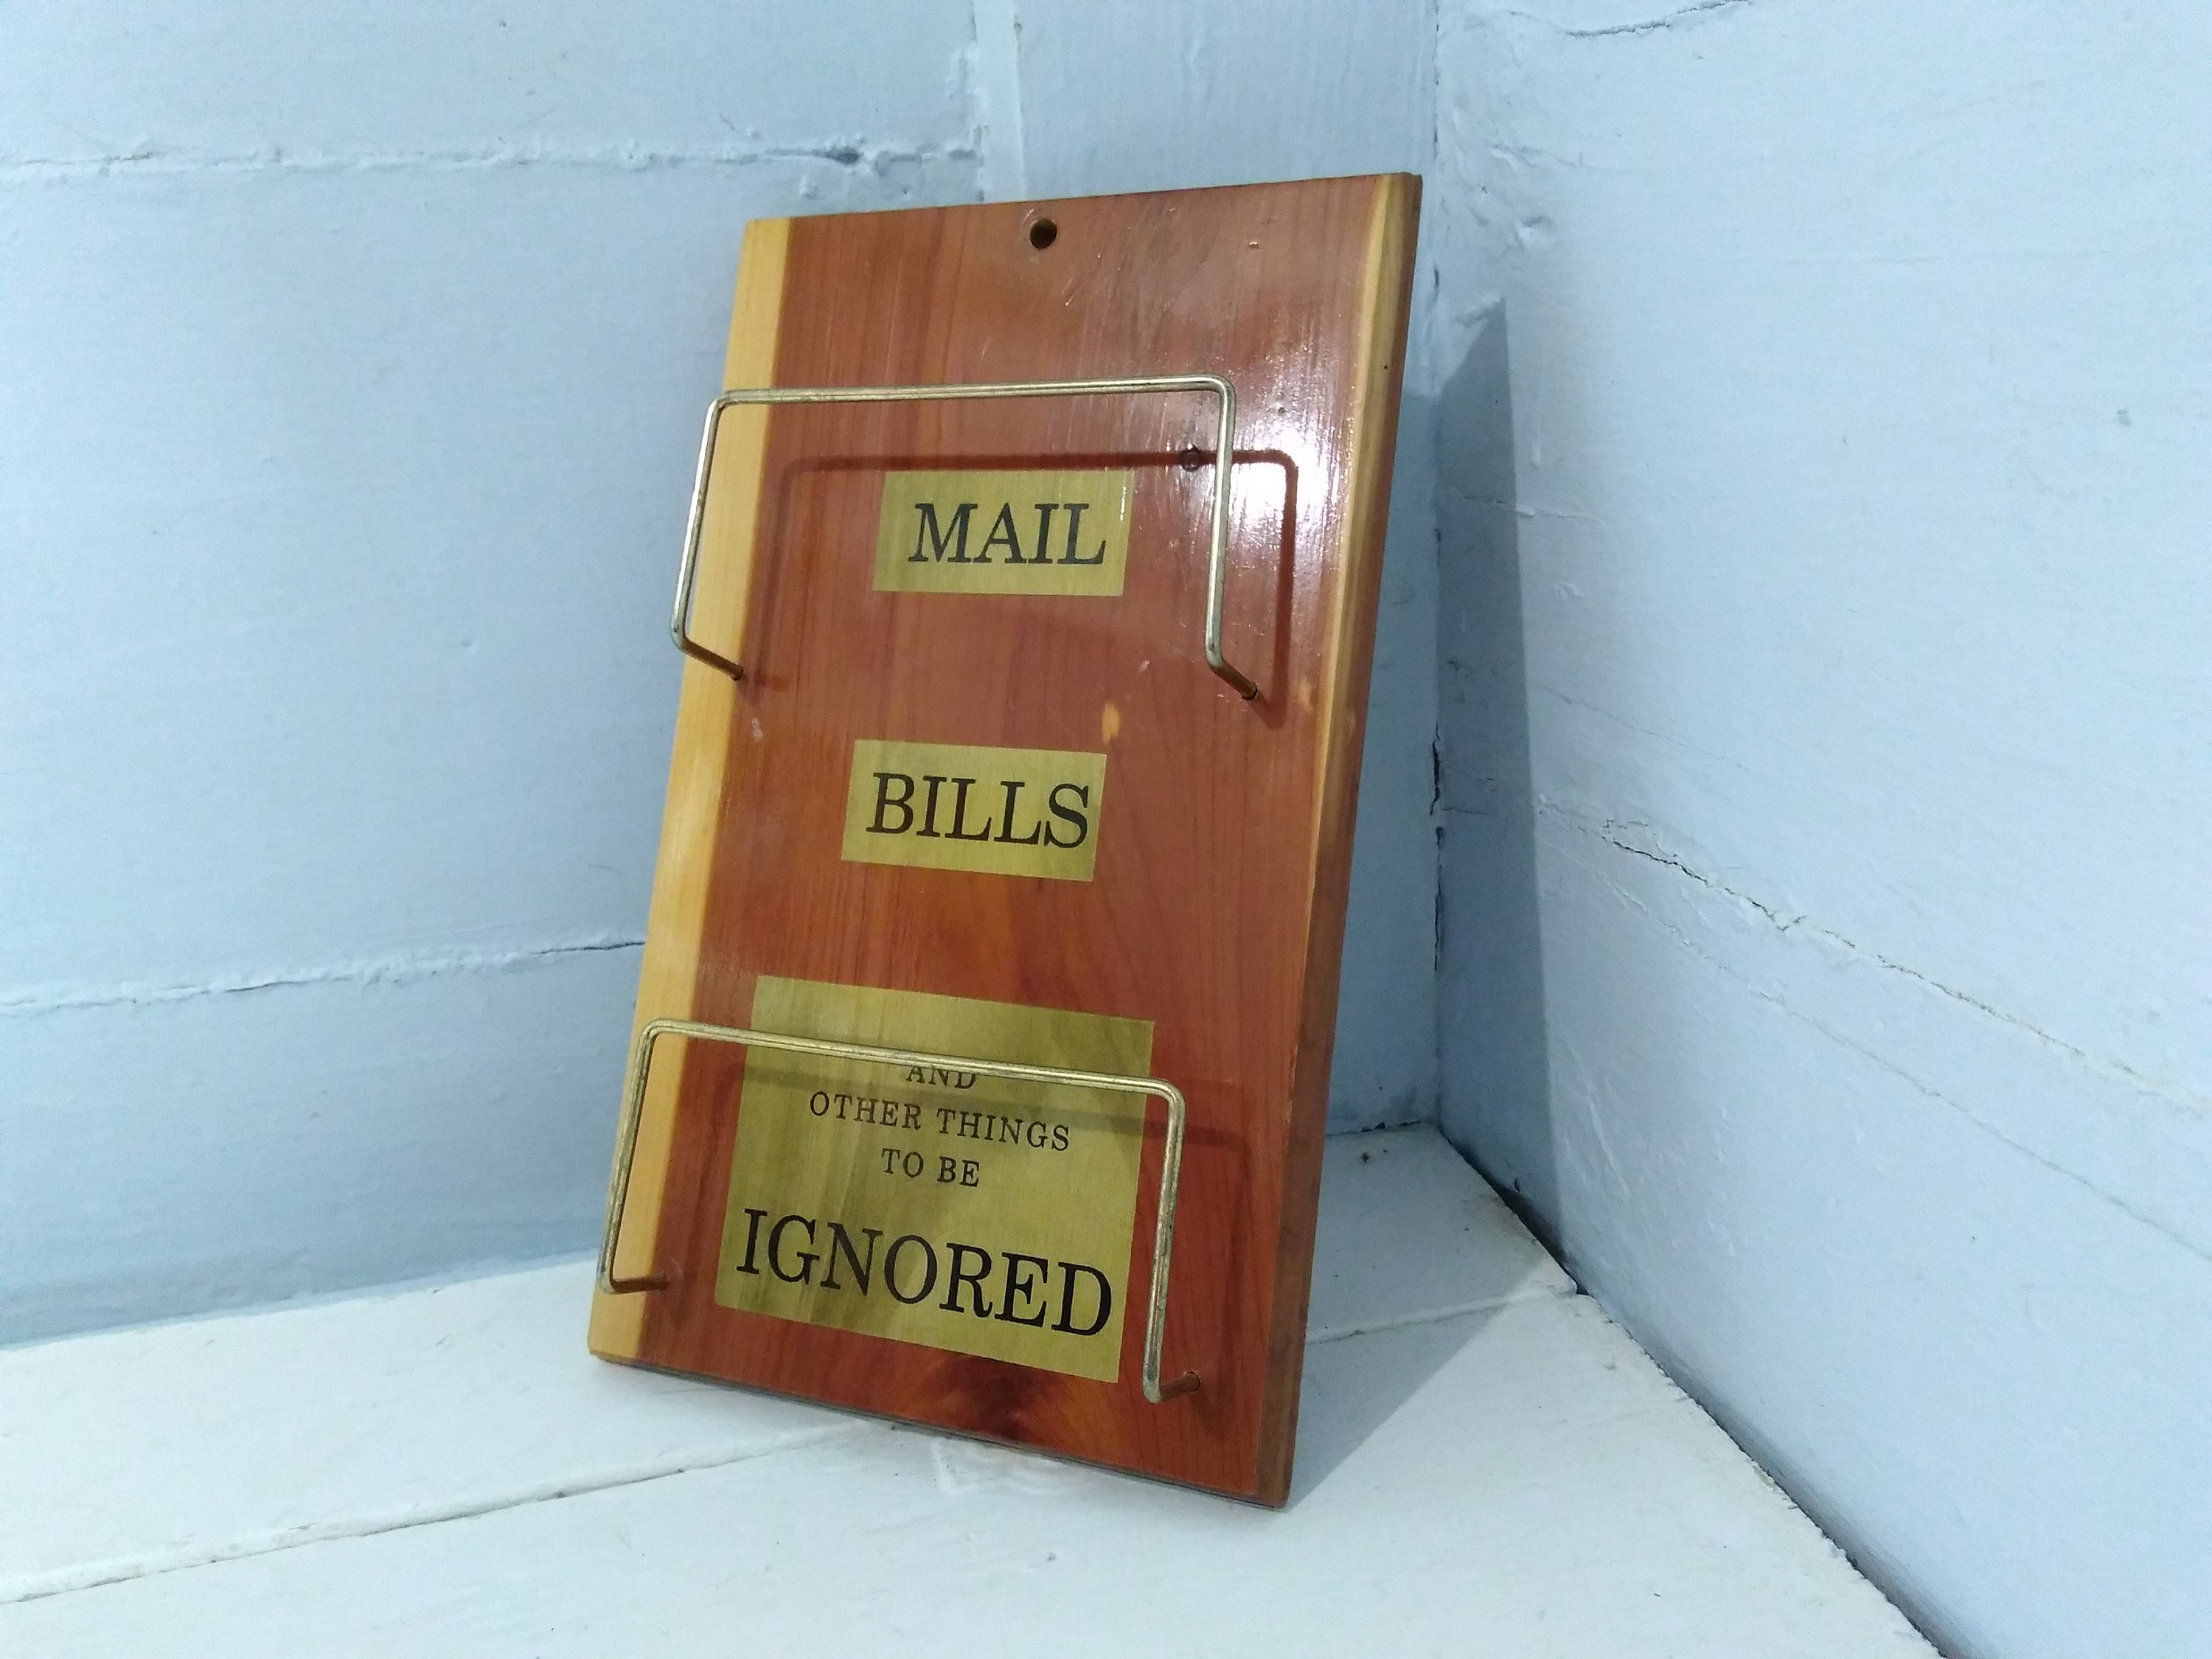 MAIL
BILLS
AND
OTHER THINGS
TO BE
IGNORED